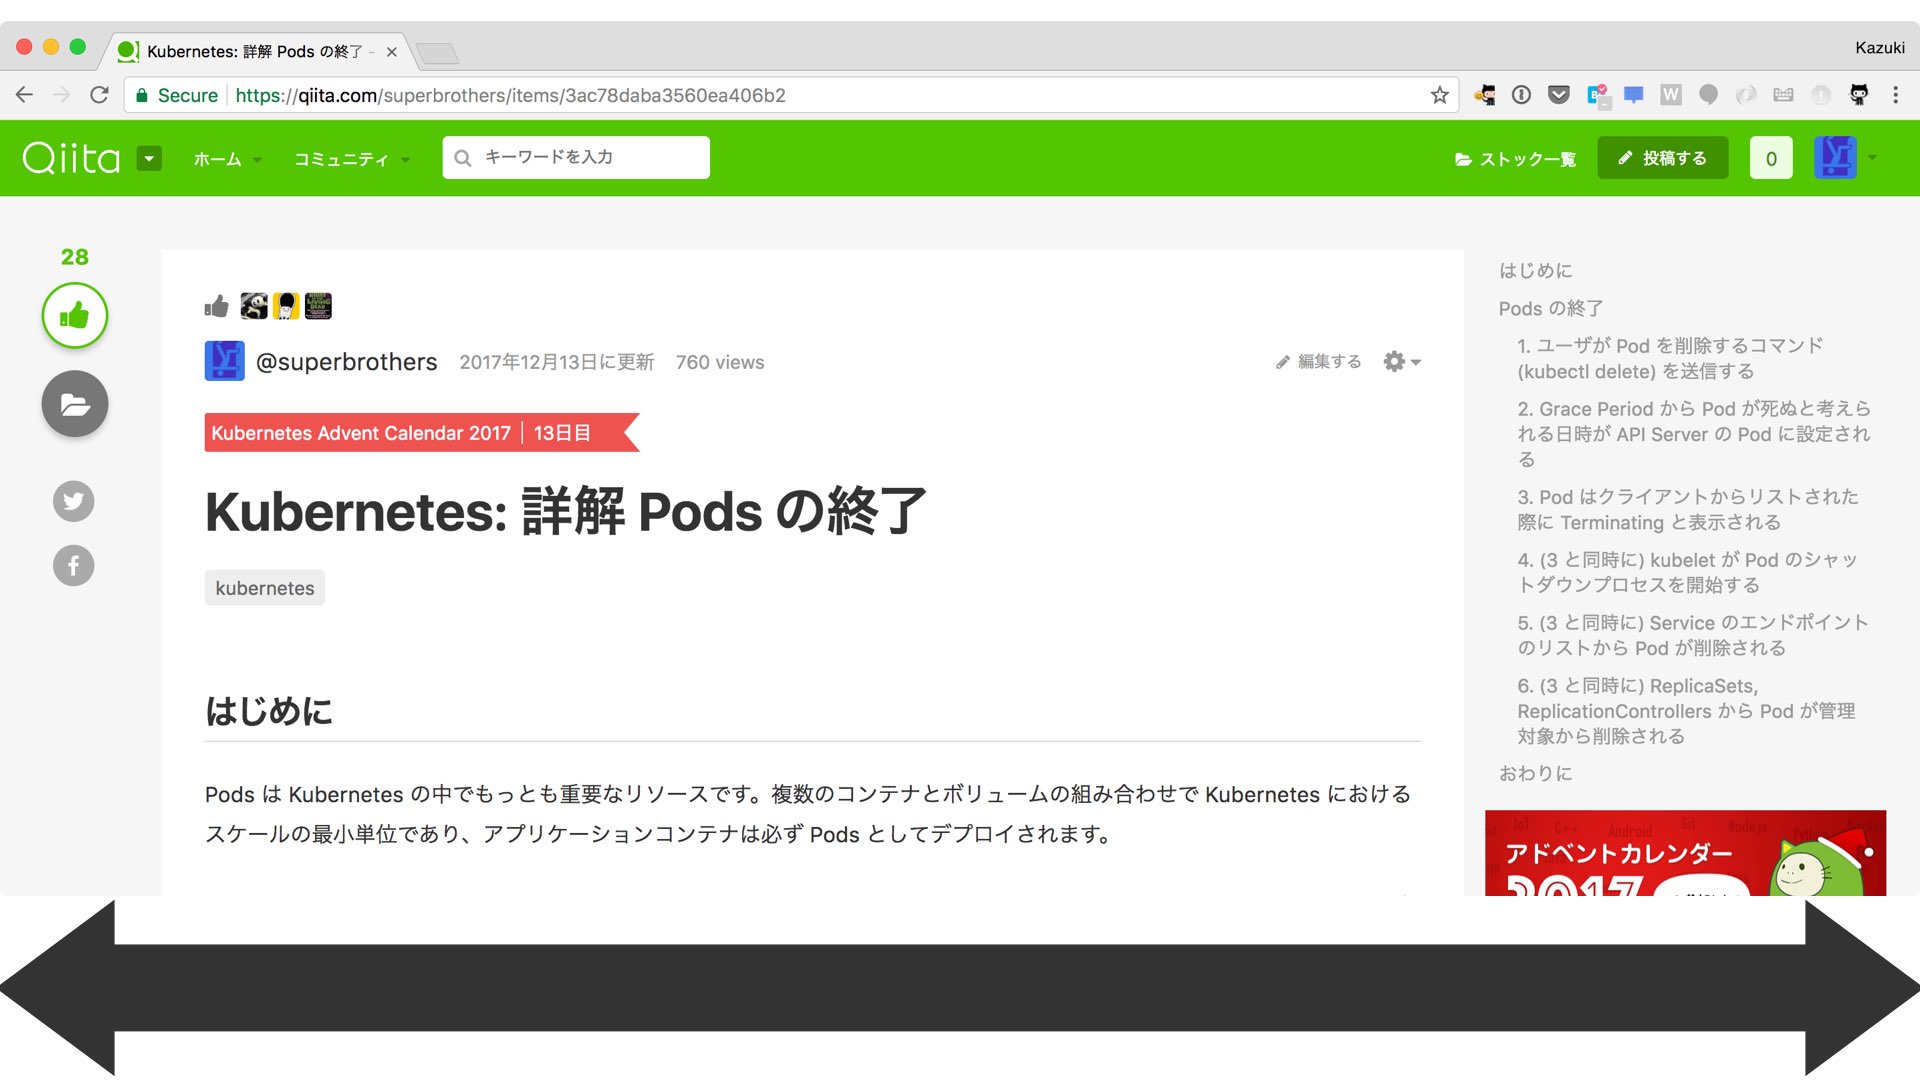 Kubernetes: 詳解 Pods の終了 -
Kazuki
Secure
https://qiita.com/superbrothers/items/3ac78daba3560ea406b2
Qiita
ホーム
コミュニティ
キーワードを入力
ストック一覧
投稿する
0
28
@superbrothers 2017年12月13日に更新 760 views
編集する
Kubernetes Advent Calendar 2017 | 13日目
Kubernetes: 詳解 Pods の終了
kubernetes
はじめに
Pods は Kubernetes の中でもっとも重要なリソースです。複数のコンテナとボリュームの組み合わせで Kubernetes における
スケールの最小単位であり、アプリケーションコンテナは必ず Pods としてデプロイされます。
はじめに
Pods の終了
1. ユーザが Pod を削除するコマンド
(kubectl delete) を送信する
2. Grace Period から Pod が死ぬと考えら
れる日時が API Server の Pod に設定され
る
3. Pod はクライアントからリストされた
際に Terminating と表示される
4. (3 と同時に) kubelet が Pod のシャッ
トダウンプロセスを開始する
5. (3 と同時に) Service のエンドポイント
のリストから Pod が削除される
6. (3 と同時に) ReplicaSets,
ReplicationControllers から Pod が管理
対象から削除される
おわりに
IoT C++ Android Git Node.js Python
アドベントカレンダー
2017